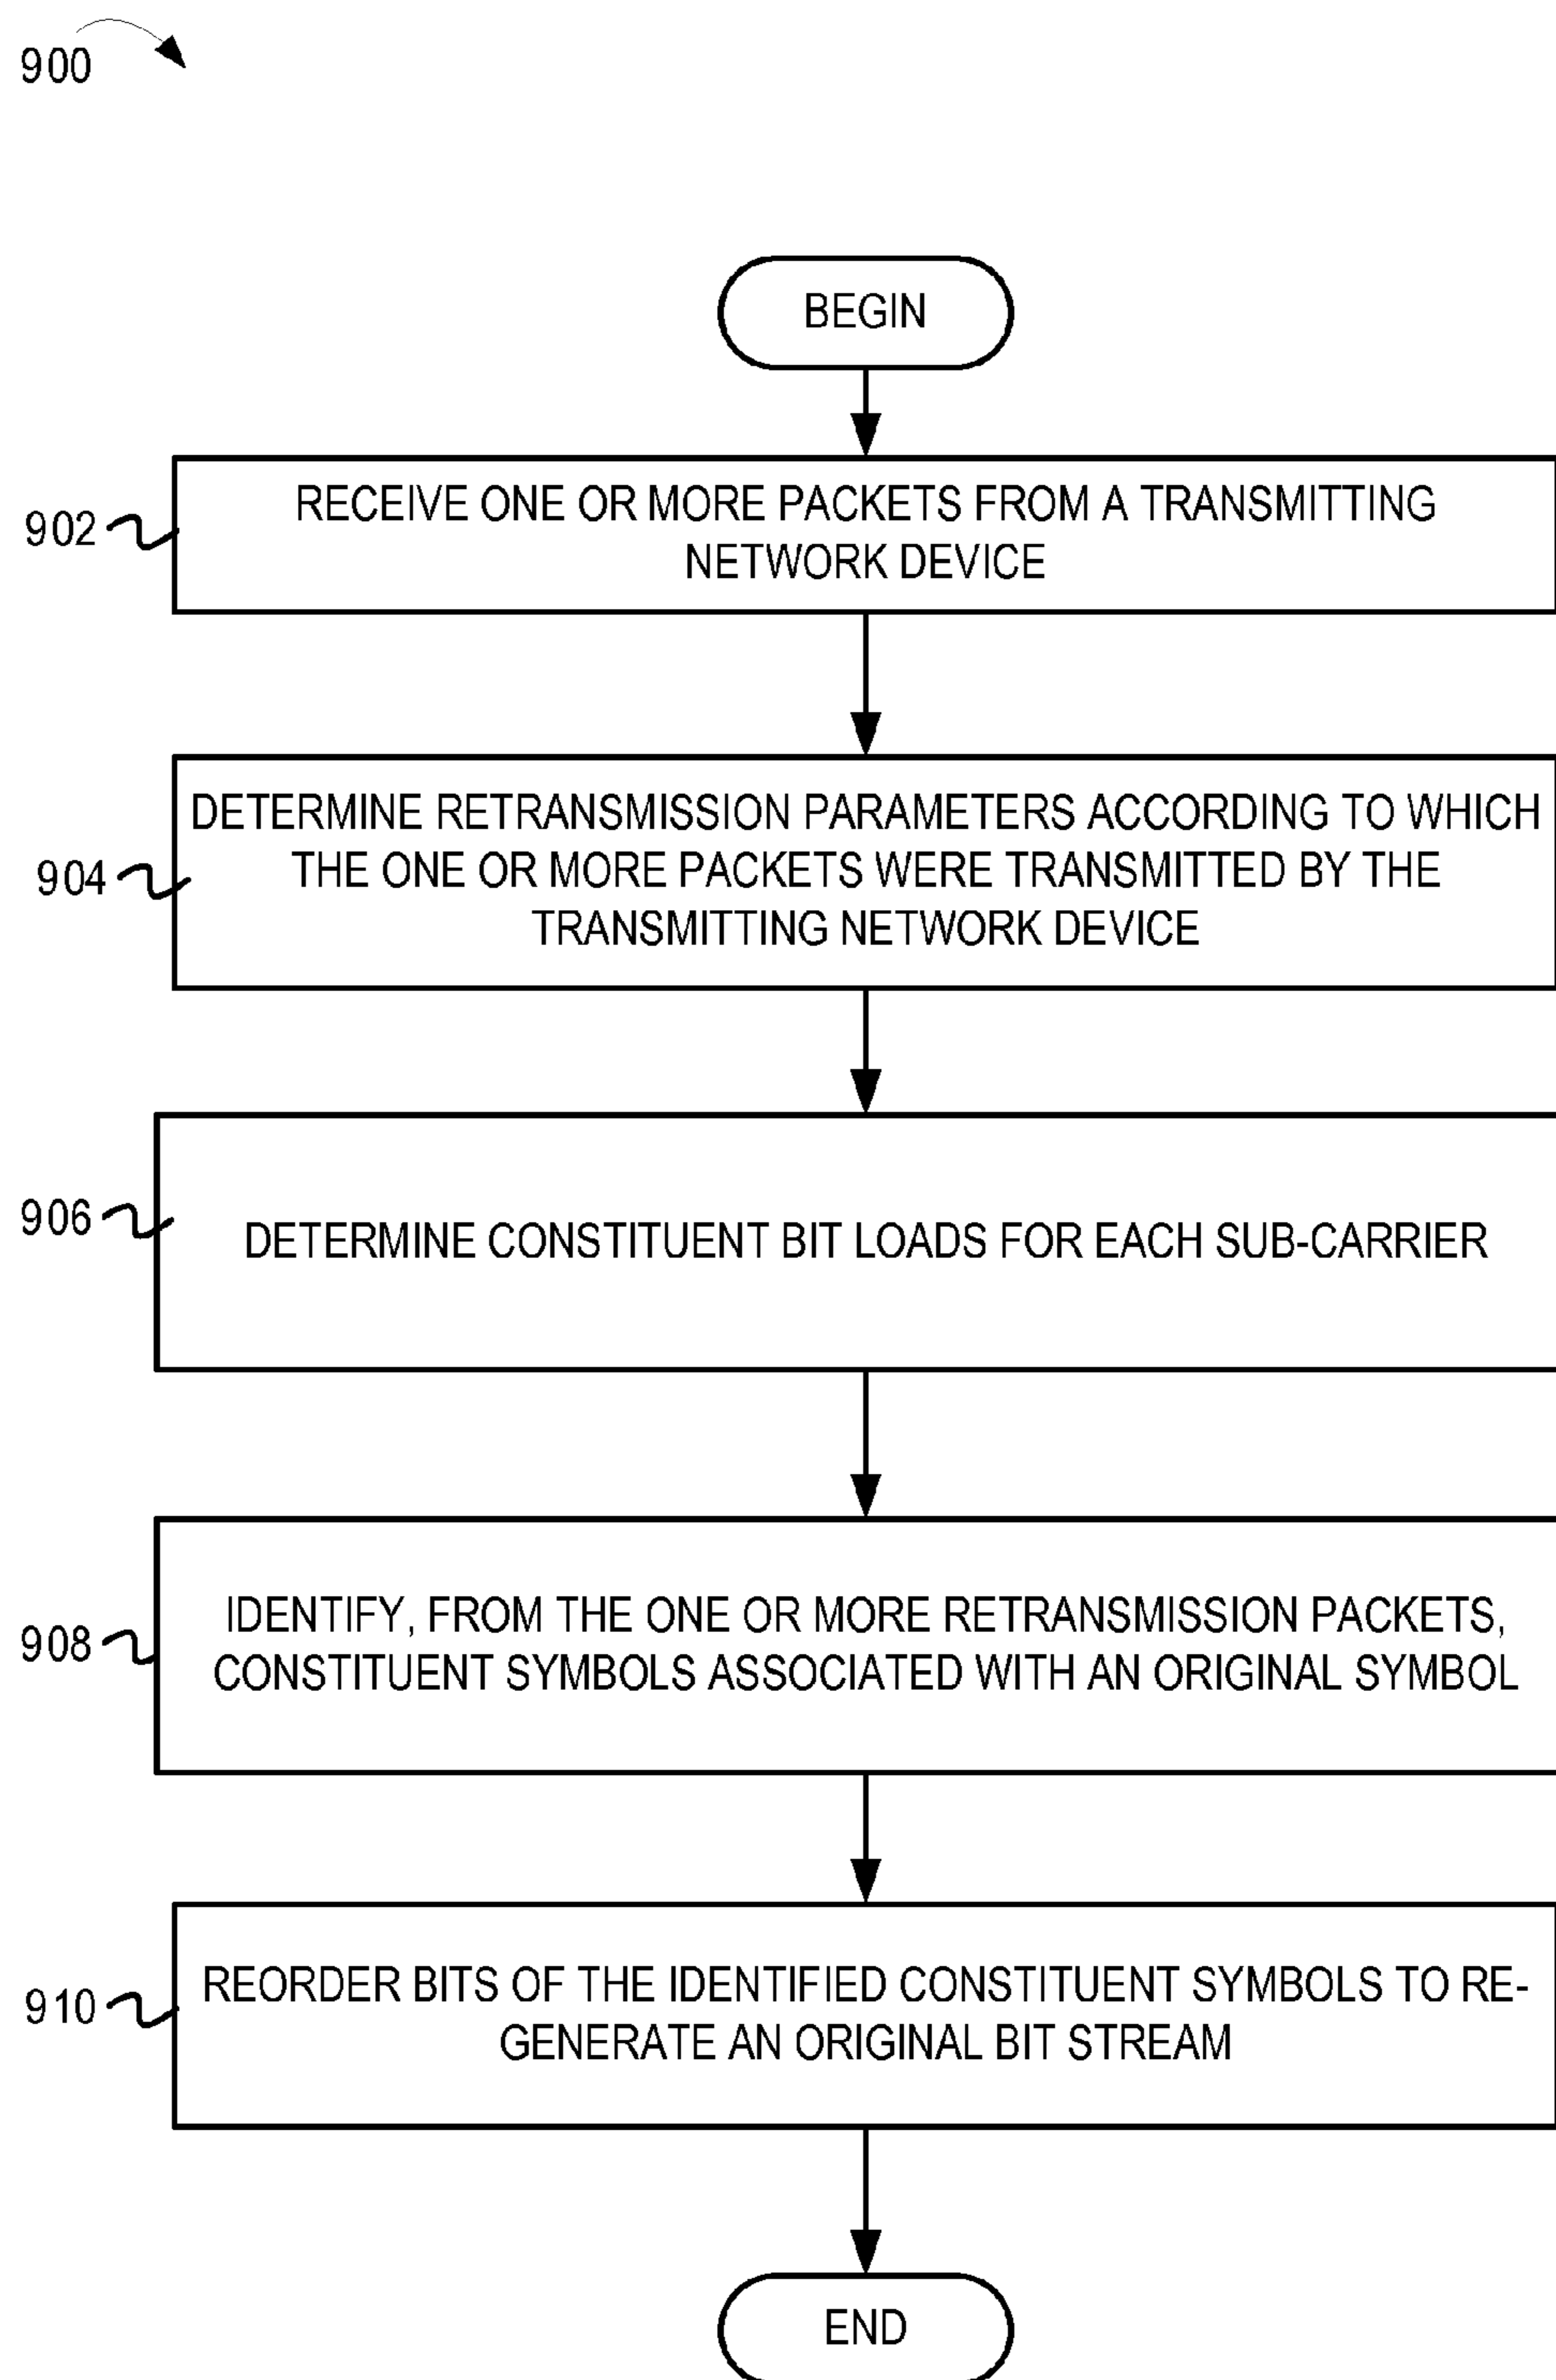 900
BEGIN
902
RECEIVE ONE OR MORE PACKETS FROM A TRANSMITTING
NETWORK DEVICE
904
DETERMINE RETRANSMISSION PARAMETERS ACCORDING TO WHICH
THE ONE OR MORE PACKETS WERE TRANSMITTED BY THE
TRANSMITTING NETWORK DEVICE
906
DETERMINE CONSTITUENT BIT LOADS FOR EACH SUB-CARRIER
908
IDENTIFY, FROM THE ONE OR MORE RETRANSMISSION PACKETS,
CONSTITUENT SYMBOLS ASSOCIATED WITH AN ORIGINAL SYMBOL
910
REORDER BITS OF THE IDENTIFIED CONSTITUENT SYMBOLS TO RE-
GENERATE AN ORIGINAL BIT STREAM
END